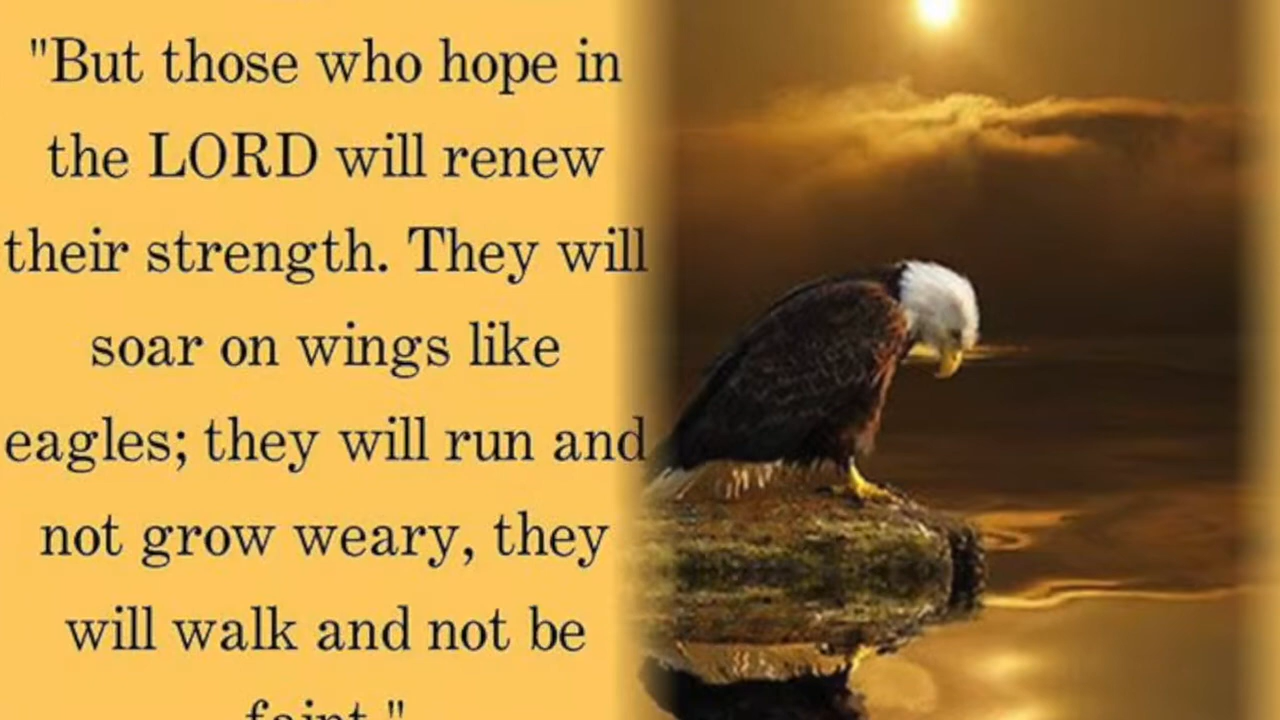 "But those who hope in
the LORD will renew
their strength. They will
soar on wings like
eagles; they will run and
not grow weary, they
will walk and not be
faint."